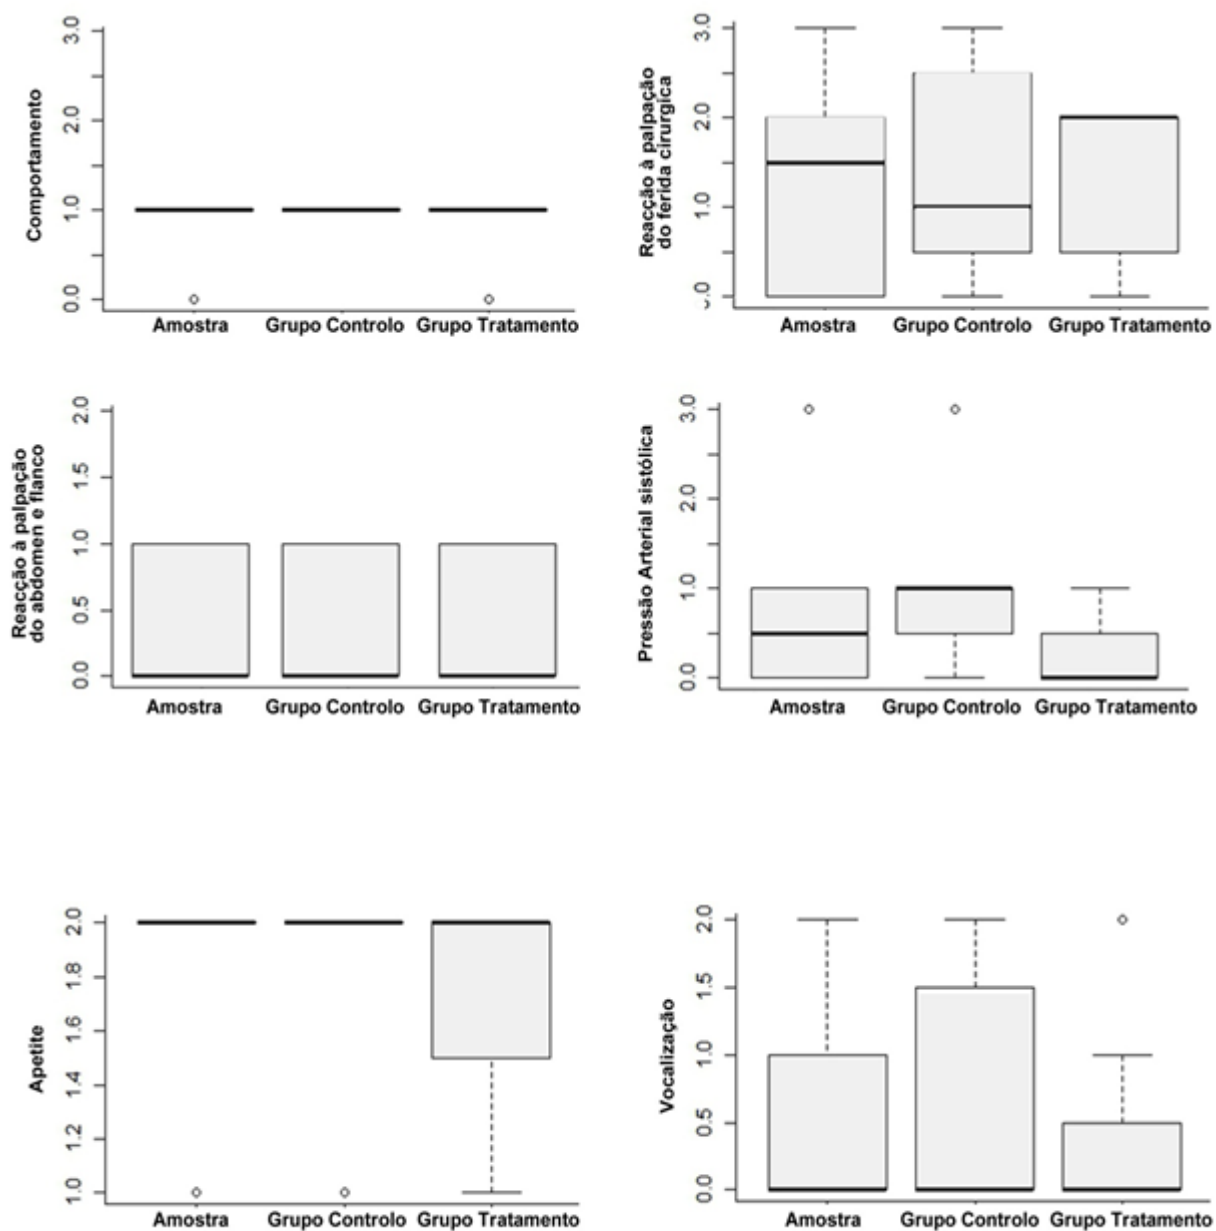 Comportamento
3.0
2.0
1.0
0.0
Amostra Grupo Controlo Grupo Tratamento
Reacção à palpação
do ferida cirurgica
3.0
2.0
1.0
0.0
Amostra Grupo Controlo Grupo Tratamento
Reacção à palpação
do abdomen e flanco
2.0
1.5
1.0
0.5
0.0
Amostra Grupo Controlo Grupo Tratamento
Pressão Arterial sistólica
3.0
2.0
1.0
0.0
Amostra Grupo Controlo Grupo Tratamento
Apetite
2.0
1.8
1.6
1.4
1.2
1.0
Amostra Grupo Controlo Grupo Tratamento
Vocalização
2.0
1.5
1.0
0.5
0.0
Amostra Grupo Controlo Grupo Tratamento